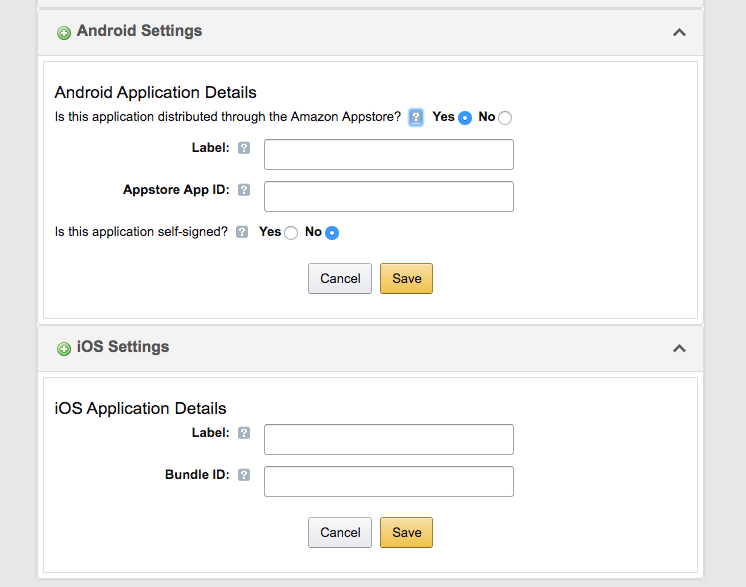 Android Settings
Android Application Details
Is this application distributed through the Amazon Appstore? ? Yes No
Label: ?
Appstore App ID: ?
Is this application self-signed? ? Yes No
Cancel Save
iOS Settings
iOS Application Details
Label: ?
Bundle ID: ?
Cancel Save